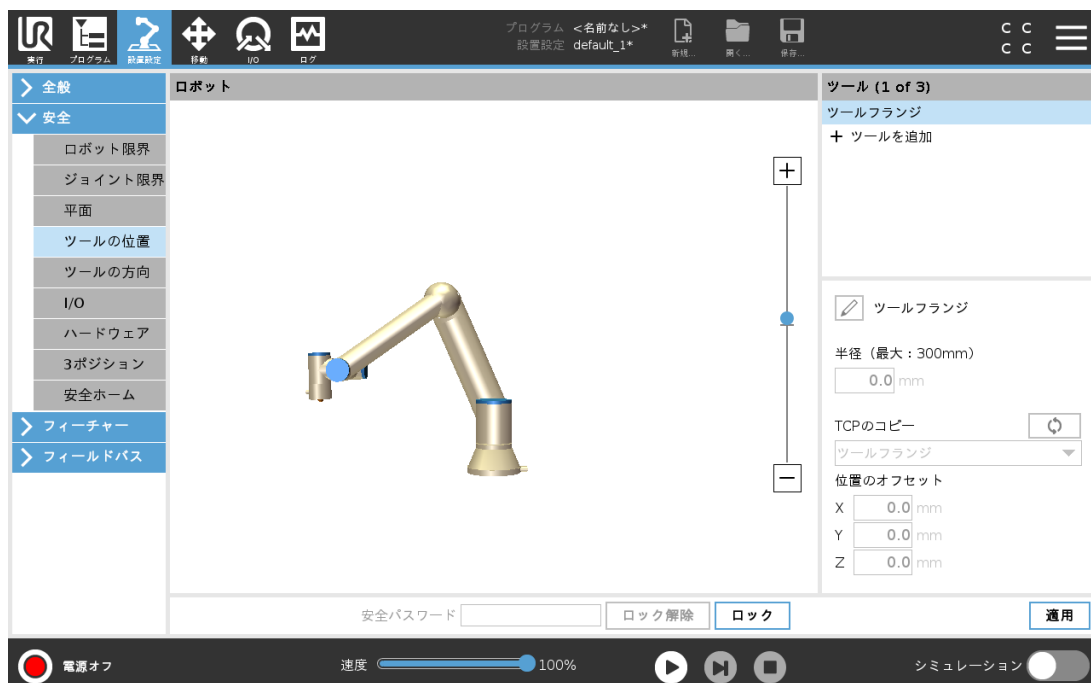 UR
実行
プログラム
設置設定
移動
I/O
ログ
プログラム <名前なし>*
設置設定 default_1*
新規...
開く...
保存...
C C
C C
全般
安全
ロボット限界
ジョイント限界
平面
ツールの位置
ツールの方向
I/O
ハードウェア
3ポジション
安全ホーム
フィーチャー
フィールドバス
ロボット
+
−
ツール (1 of 3)
ツールフランジ
+ ツールを追加
ツールフランジ
半径（最大：300mm）
0.0 mm
TCPのコピー
ツールフランジ
位置のオフセット
X 0.0 mm
Y 0.0 mm
Z 0.0 mm
安全パスワード
ロック解除
ロック
適用
電源オフ
速度
100%
シミュレーション